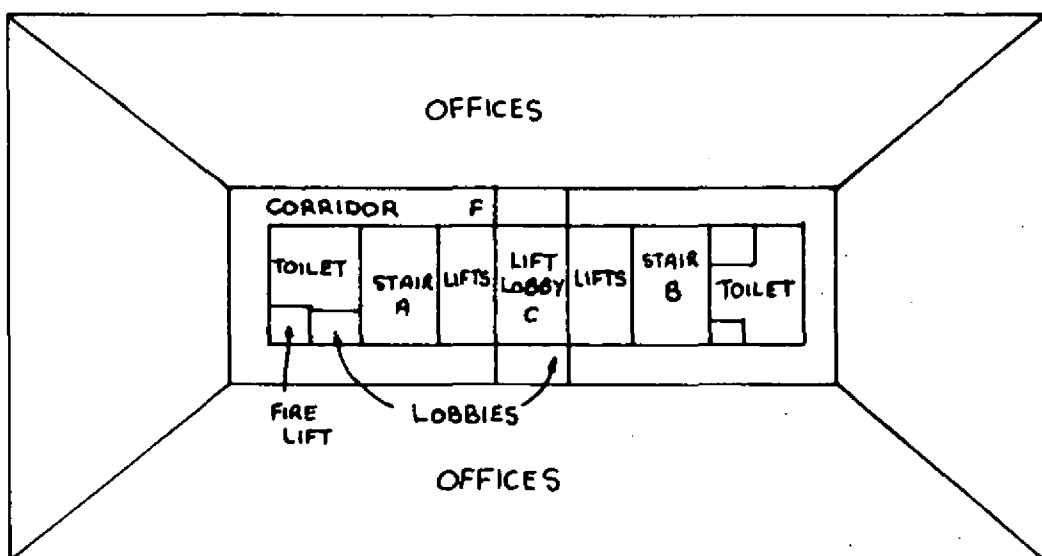 OFFICES
CORRIDOR F
TOILET
STAIR A
LIFTS
LIFT LOBBY C
LIFTS
STAIR B
TOILET
FIRE LIFT
LOBBIES
OFFICES